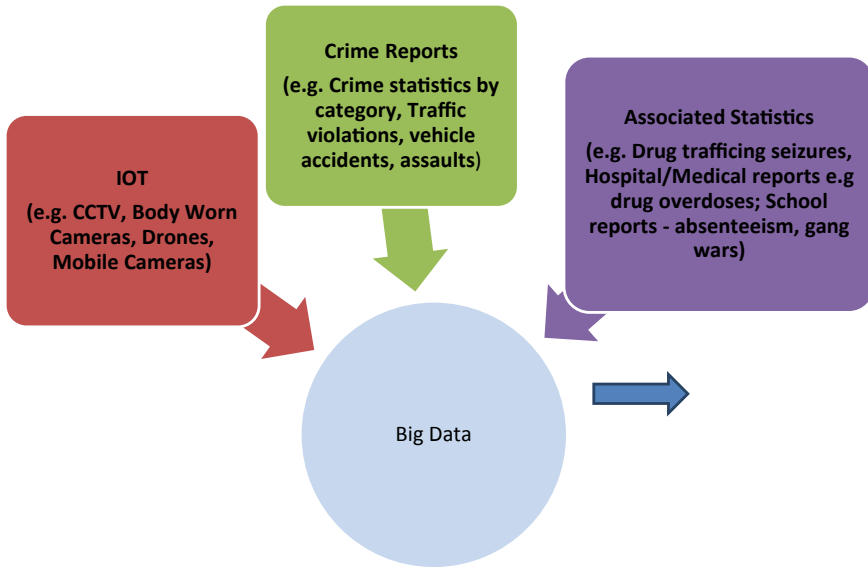 IOT
(e.g. CCTV, Body Worn
Cameras, Drones,
Mobile Cameras)
Crime Reports
(e.g. Crime statistics by
category, Traffic
violations, vehicle
accidents, assaults)
Associated Statistics
(e.g. Drug trafficing seizures,
Hospital/Medical reports e.g
drug overdoses; School
reports - absenteeism, gang
wars)
Big Data